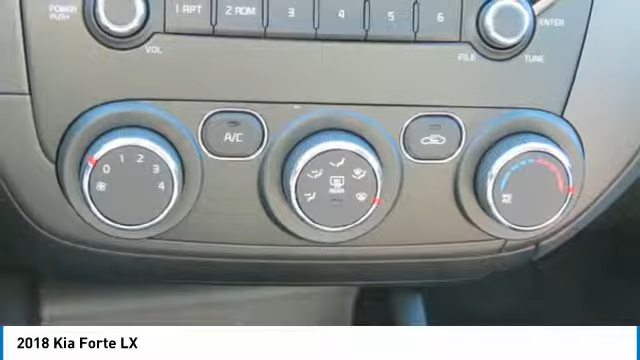 POWER
PUSH
VOL
1 RPT
2 RDM
3
4
5
6
ENTER
FILE
TUNE
A/C
0 1 2 3 4
REAR
2018 Kia Forte LX